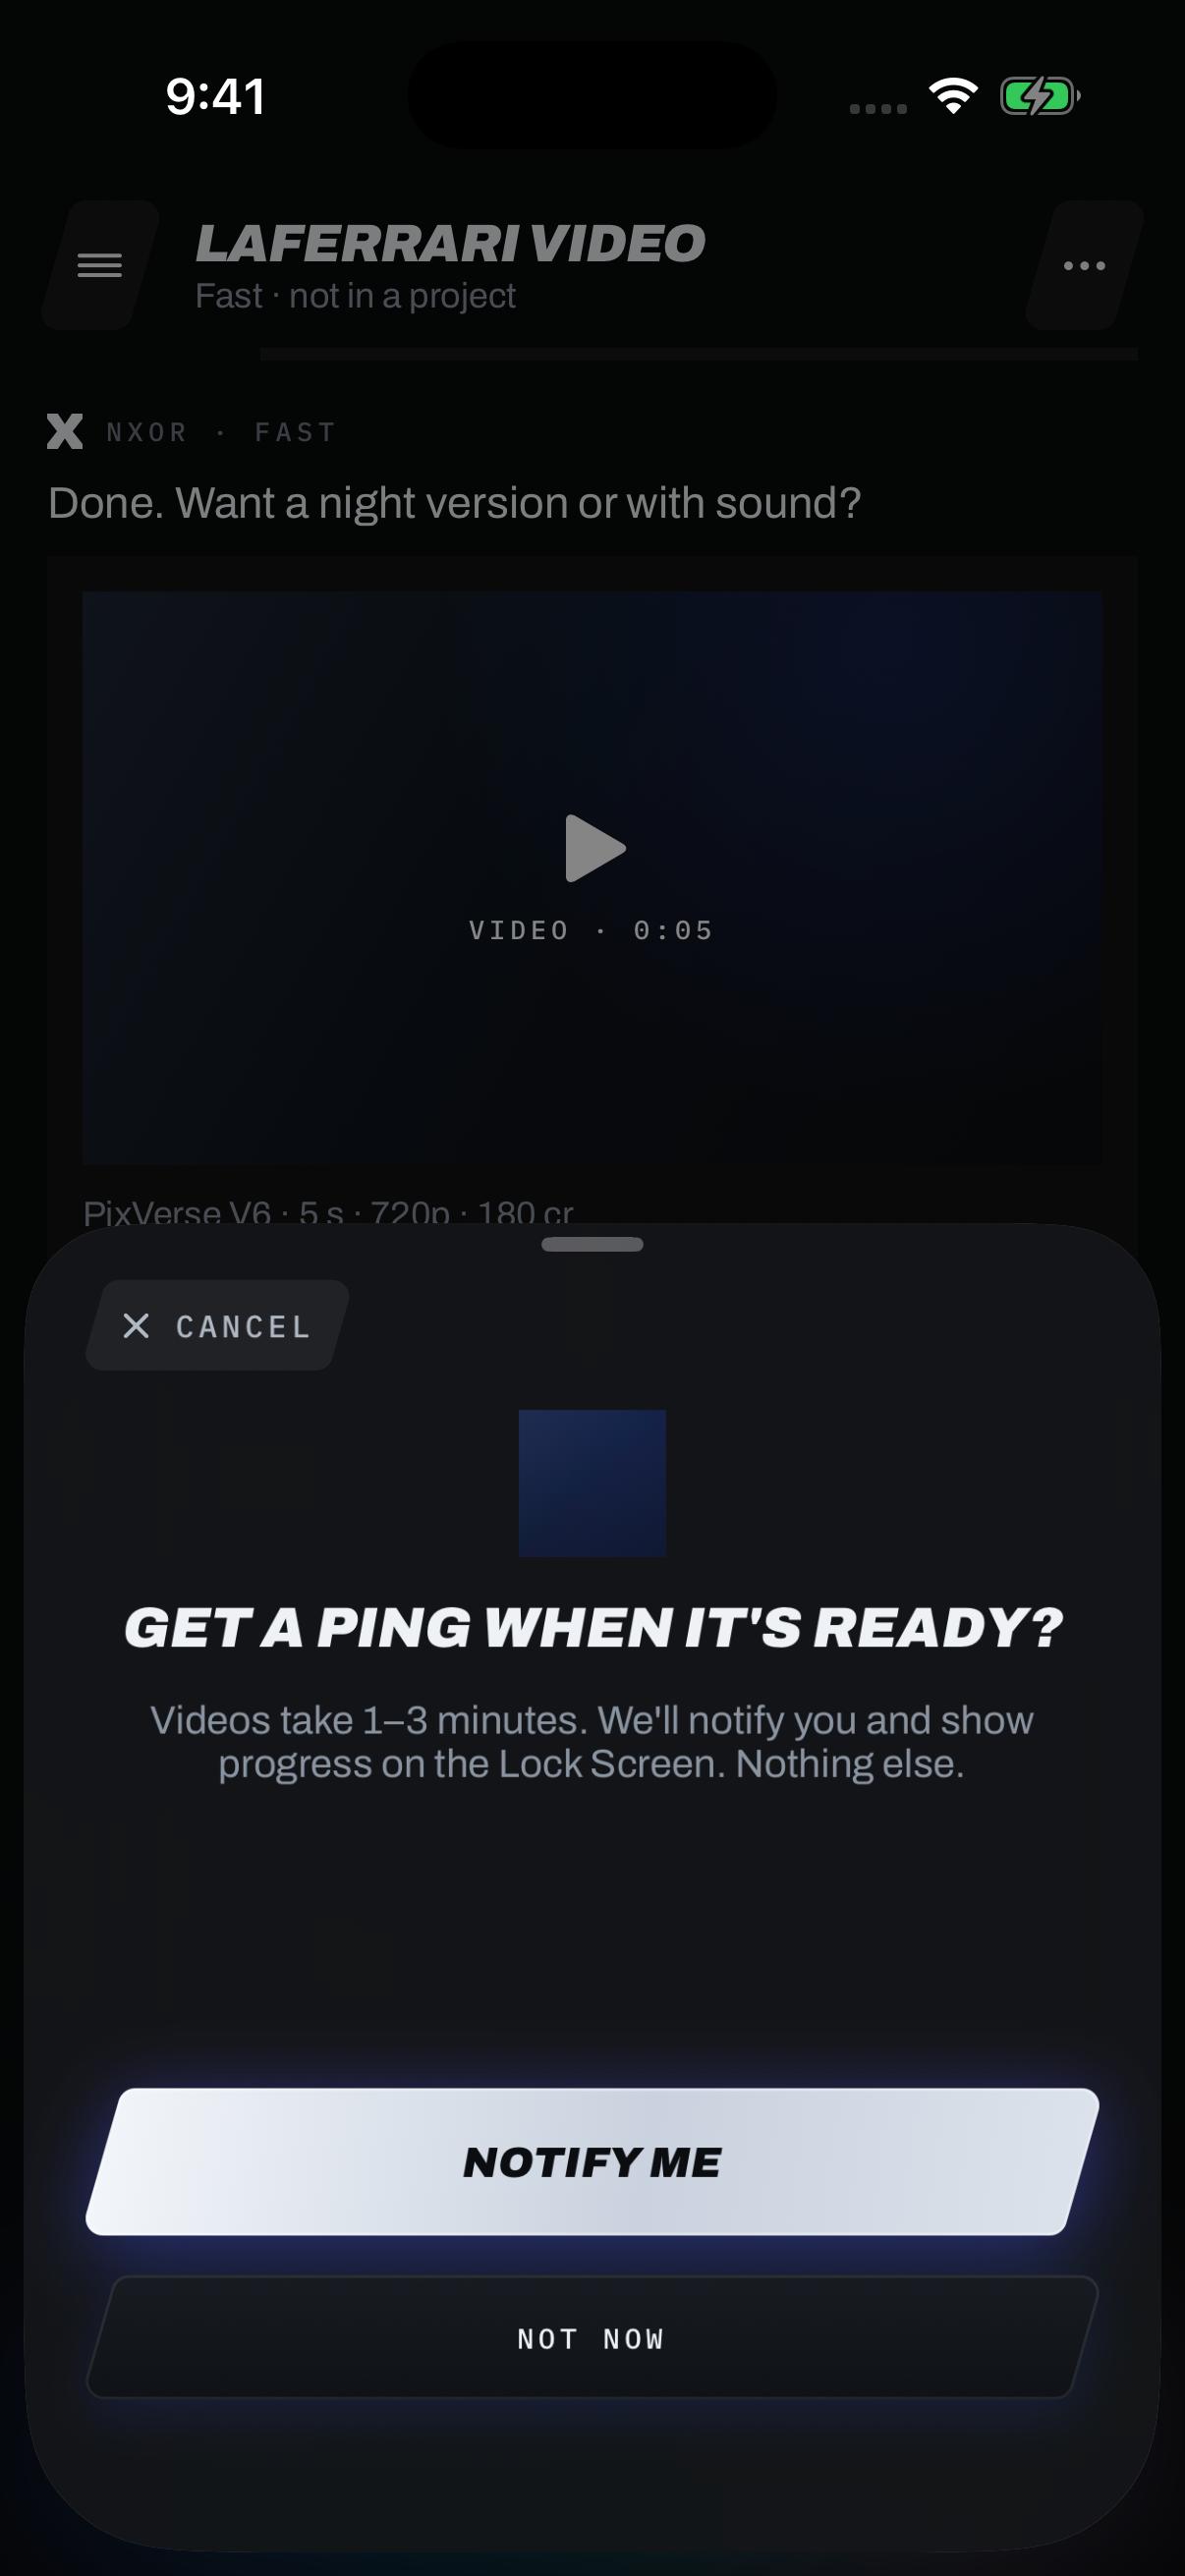 9:41
LAFERRARI VIDEO
Fast · not in a project
NXOR · FAST
Done. Want a night version or with sound?
VIDEO · 0:05
PixVerse V6 · 5 s · 720p · 180 cr
CANCEL
GET A PING WHEN IT'S READY?
Videos take 1–3 minutes. We'll notify you and show
progress on the Lock Screen. Nothing else.
NOTIFY ME
NOT NOW